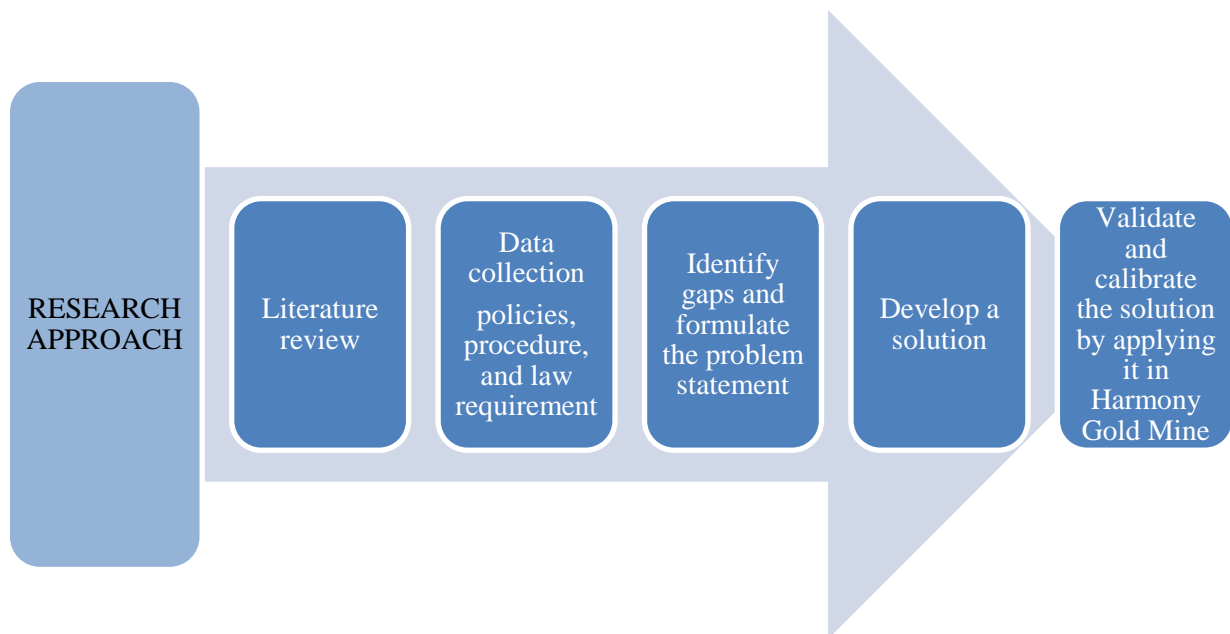 RESEARCH
APPROACH
Literature
review
Data
collection
policies,
procedure,
and law
requirement
Identify
gaps and
formulate
the problem
statement
Develop a
solution
Validate
and
calibrate
the solution
by applying
it in
Harmony
Gold Mine